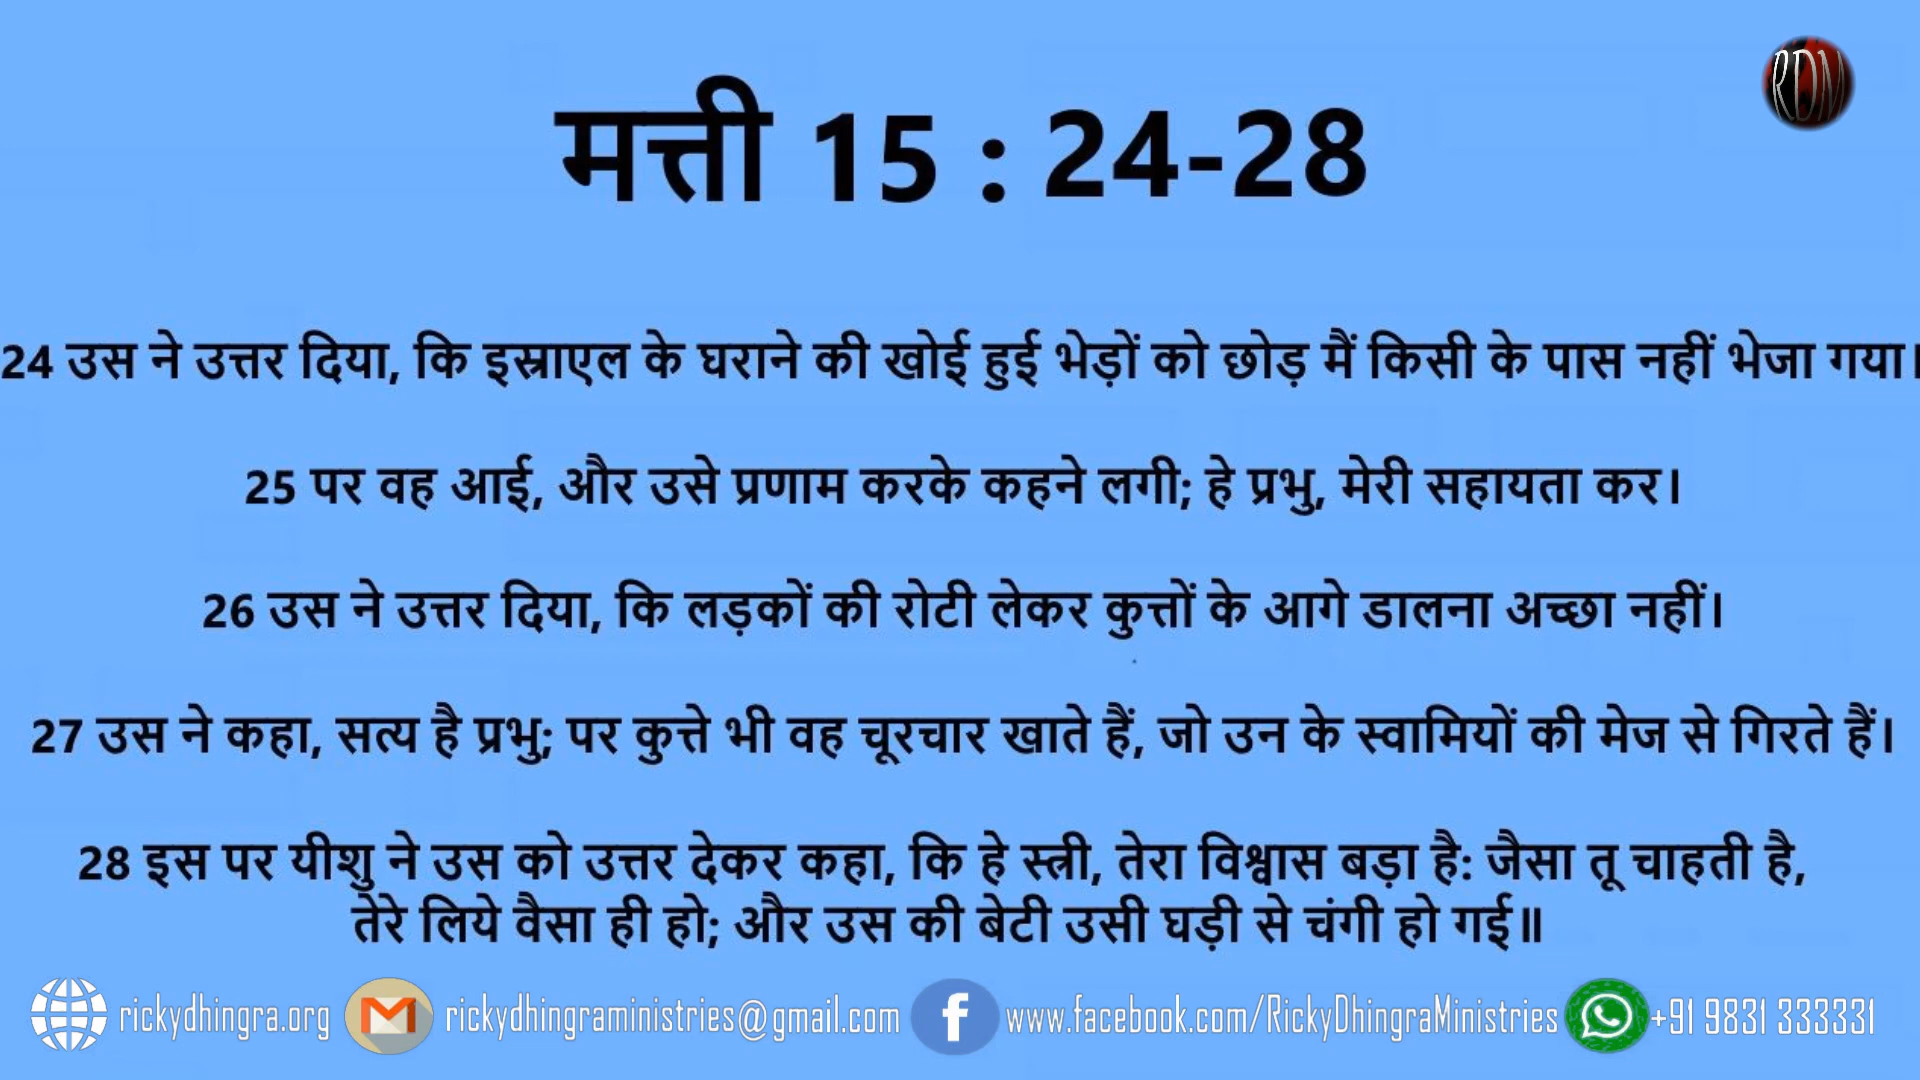 RDM
मत्ती 15 : 24-28
24 उस ने उत्तर दिया, कि इस्राएल के घराने की खोई हुई भेड़ों को छोड़ मैं किसी के पास नहीं भेजा गया।
25 पर वह आई, और उसे प्रणाम करके कहने लगी; हे प्रभु, मेरी सहायता कर।
26 उस ने उत्तर दिया, कि लड़कों की रोटी लेकर कुत्तों के आगे डालना अच्छा नहीं।
27 उस ने कहा, सत्य है प्रभु; पर कुत्ते भी वह चूरचार खाते हैं, जो उन के स्वामियों की मेज से गिरते हैं।
28 इस पर यीशु ने उस को उत्तर देकर कहा, कि हे स्त्री, तेरा विश्वास बड़ा है: जैसा तू चाहती है,
तेरे लिये वैसा ही हो; और उस की बेटी उसी घड़ी से चंगी हो गई॥
rickydhingra.org rickydhingraministries@gmail.com www.facebook.com/RickyDhingraMinistries +91 9831 333331